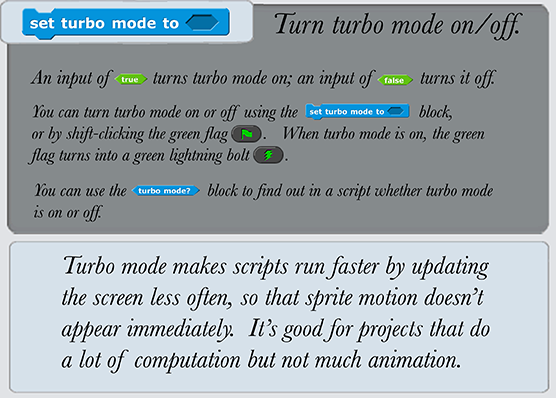 set turbo mode to
Turn turbo mode on/off.
An input of true turns turbo mode on; an input of false turns it off.
You can turn turbo mode on or off using the set turbo mode to block,
or by shift-clicking the green flag. When turbo mode is on, the green
flag turns into a green lightning bolt.
You can use the turbo mode? block to find out in a script whether turbo mode
is on or off.
Turbo mode makes scripts run faster by updating
the screen less often, so that sprite motion doesn't
appear immediately. It's good for projects that do
a lot of computation but not much animation.